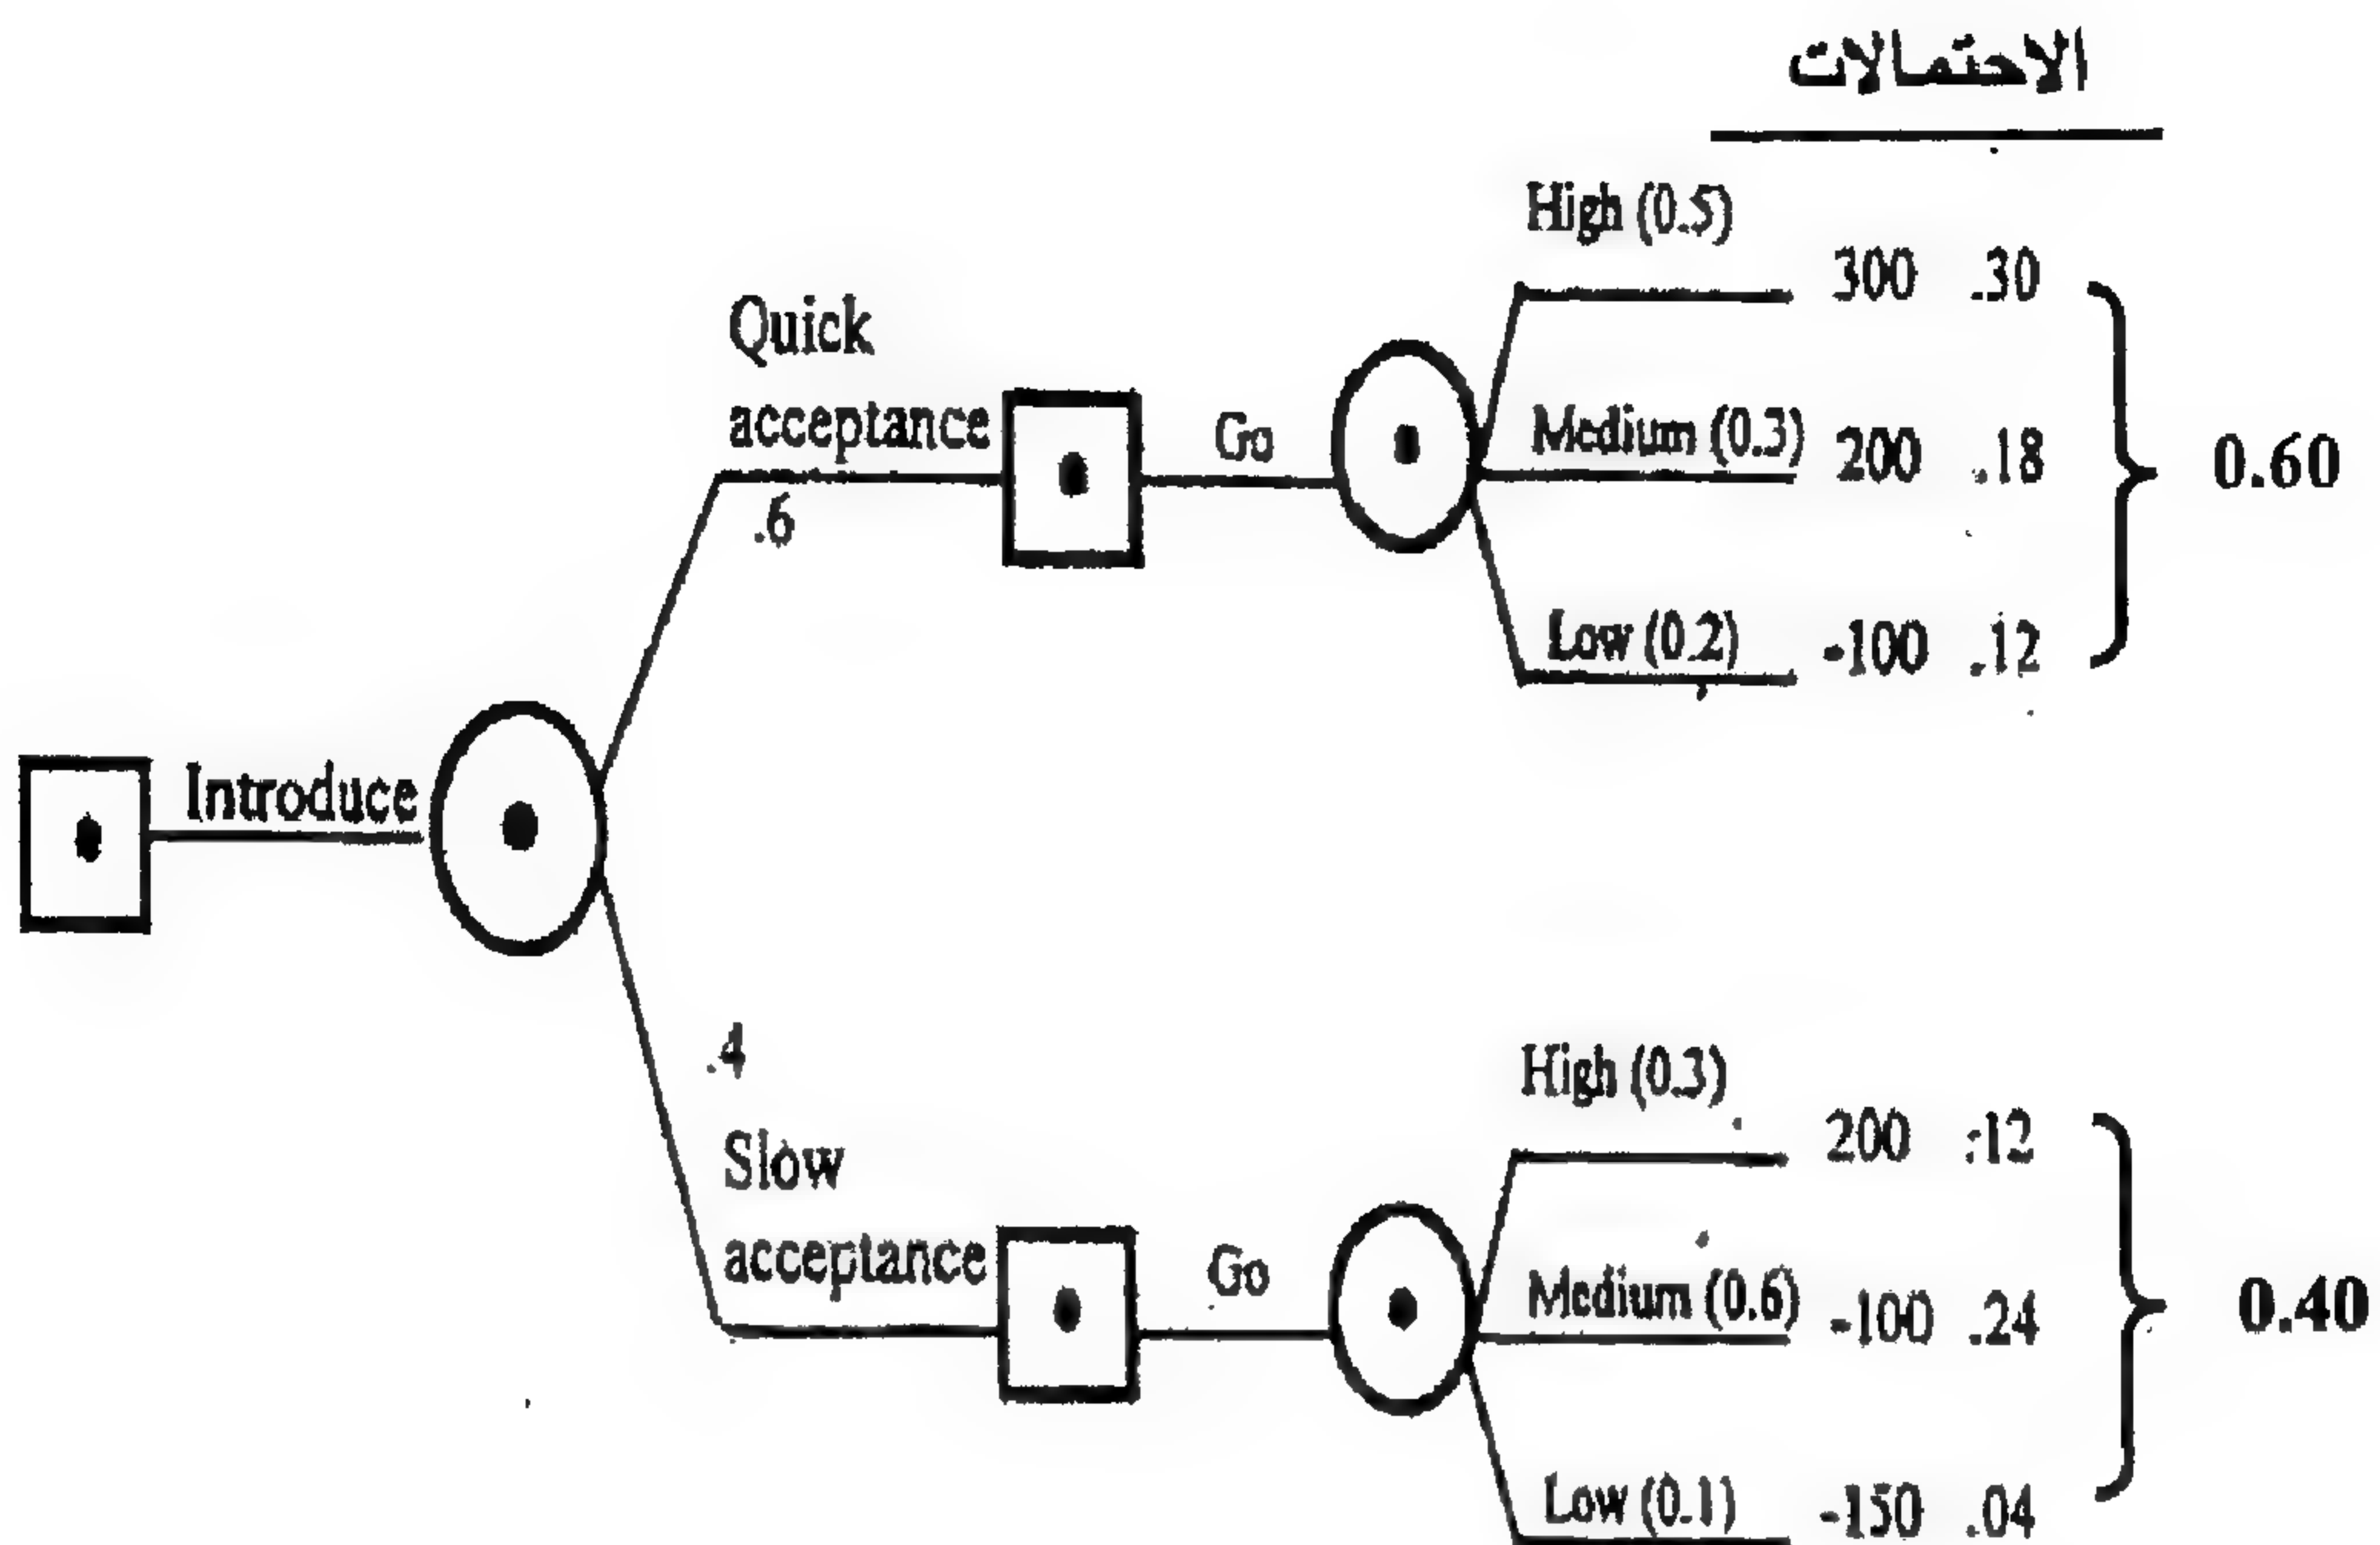 الاحتمالات
High (0.5)
300 .30
Quick
acceptance
.6
Go
Medium (0.3) 200 .18
0.60
Low (0.2) -100 .12
Introduce
.4
Slow
acceptance
Go
High (0.3)
200 .12
Medium (0.6) -100 .24
0.40
Low (0.1) -150 .04